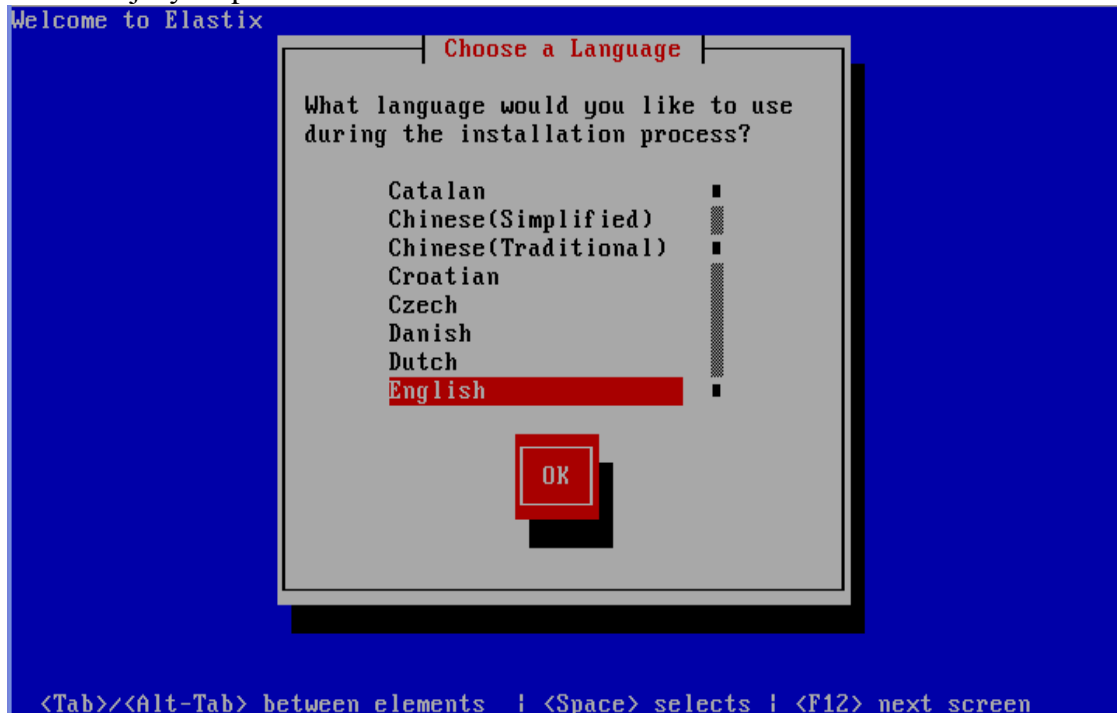 Welcome to Elastix
Choose a Language
What language would you like to use
during the installation process?
Catalan
Chinese(Simplified)
Chinese(Traditional)
Croatian
Czech
Danish
Dutch
English
OK
<Tab>/<Alt-Tab> between elements | <Space> selects | <F12> next screen